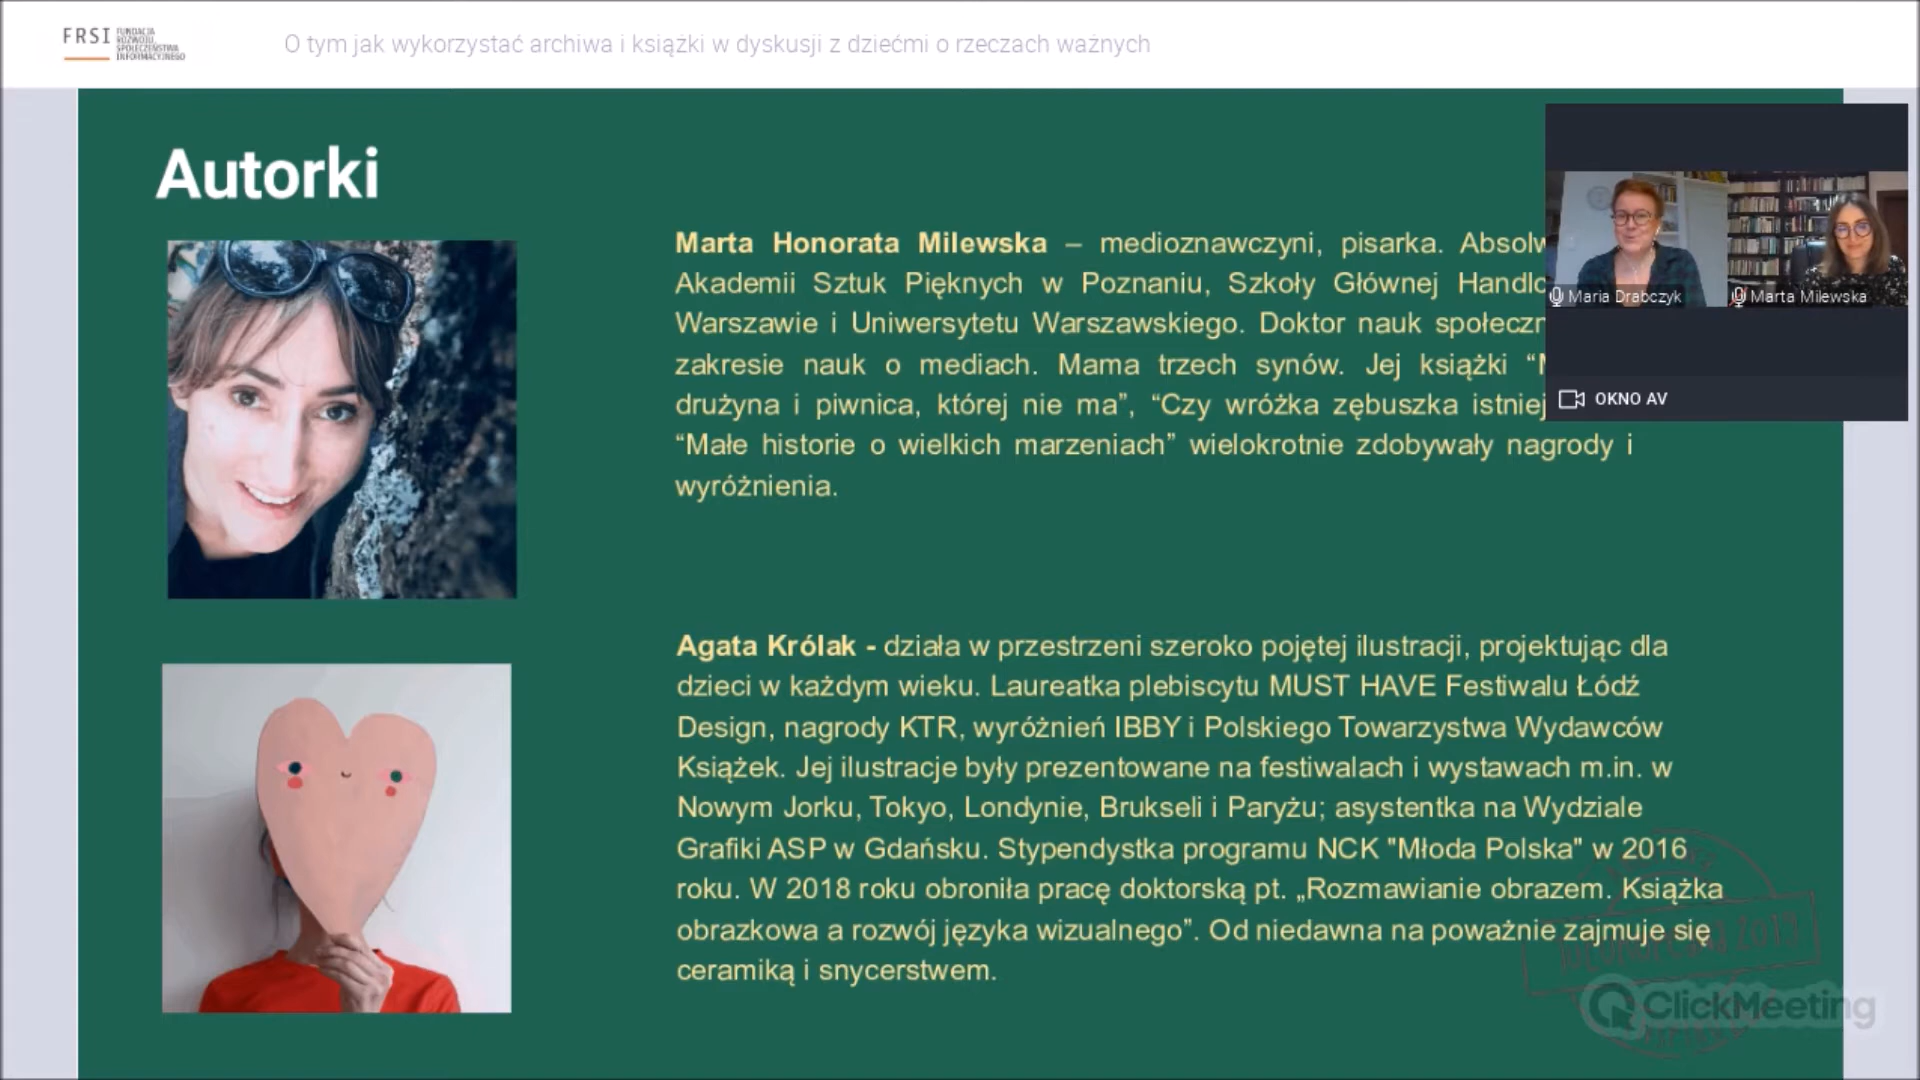 FRSI FUNDACJA
ROZWOJU
SPOŁECZEŃSTWA
INFORMACYJNEGO
O tym jak wykorzystać archiwa i książki w dyskusji z dziećmi o rzeczach ważnych
Autorki
Marta Honorata Milewska – medioznawczyni, pisarka.
Akademii Sztuk Pięknych w Poznaniu, Szkoły Głównej
Warszawie i Uniwersytetu Warszawskiego. Doktor nauk
zakresie nauk o mediach. Mama trzech synów. Jej książki
drużyna i piwnica, której nie ma”, “Czy wróżka zębuszka
“Małe historie o wielkich marzeniach” wielokrotnie zdobywały nagrody i
wyróżnienia.
Maria Drabczyk
Marta Milewska
OKNO AV
Agata Królak - działa w przestrzeni szeroko pojętej ilustracji, projektując dla
dzieci w każdym wieku. Laureatka plebiscytu MUST HAVE Festiwalu Łódź
Design, nagrody KTR, wyróżnień IBBY i Polskiego Towarzystwa Wydawców
Książek. Jej ilustracje były prezentowane na festiwalach i wystawach m.in. w
Nowym Jorku, Tokyo, Londynie, Brukseli i Paryżu; asystentka na Wydziale
Grafiki ASP w Gdańsku. Stypendystka programu NCK "Młoda Polska" w 2016
roku. W 2018 roku obroniła pracę doktorską pt. „Rozmawianie obrazem. Książka
obrazkowa a rozwój języka wizualnego”. Od niedawna na poważnie zajmuje się
ceramiką i snycerstwem.
ClickMeeting